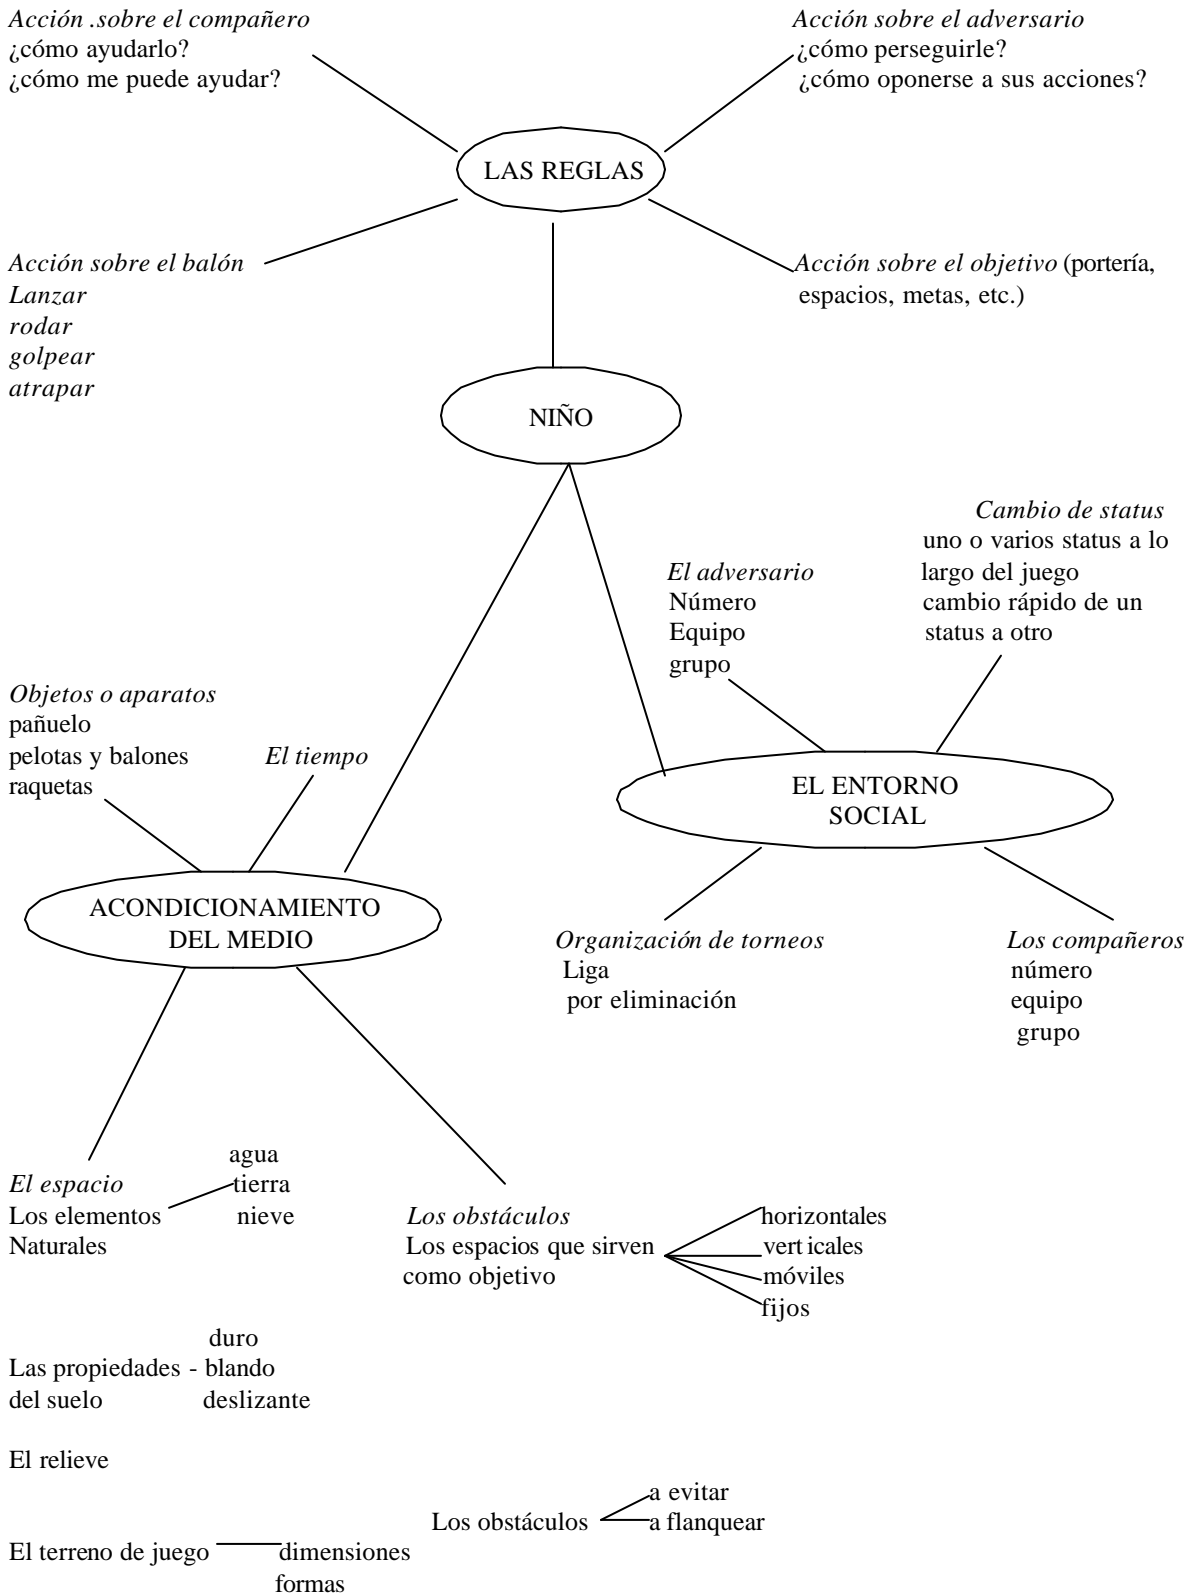 Acción .sobre el compañero
¿cómo ayudarlo?
¿cómo me puede ayudar?
Acción sobre el adversario
¿cómo perseguirle?
¿cómo oponerse a sus acciones?
LAS REGLAS
Acción sobre el balón
Lanzar
rodar
golpear
atrapar
Acción sobre el objetivo (portería,
espacios, metas, etc.)
NIÑO
Cambio de status
uno o varios status a lo
largo del juego
cambio rápido de un
status a otro
El adversario
Número
Equipo
grupo
Objetos o aparatos
pañuelo
pelotas y balones
raquetas
El tiempo
EL ENTORNO
SOCIAL
ACONDICIONAMIENTO
DEL MEDIO
Organización de torneos
Liga
por eliminación
Los compañeros
número
equipo
grupo
El espacio
Los elementos
Naturales
agua
tierra
nieve
Los obstáculos
Los espacios que sirven
como objetivo
horizontales
vert icales
móviles
fijos
duro
Las propiedades - blando
del suelo deslizante
El relieve
Los obstáculos
a evitar
a flanquear
El terreno de juego
dimensiones
formas